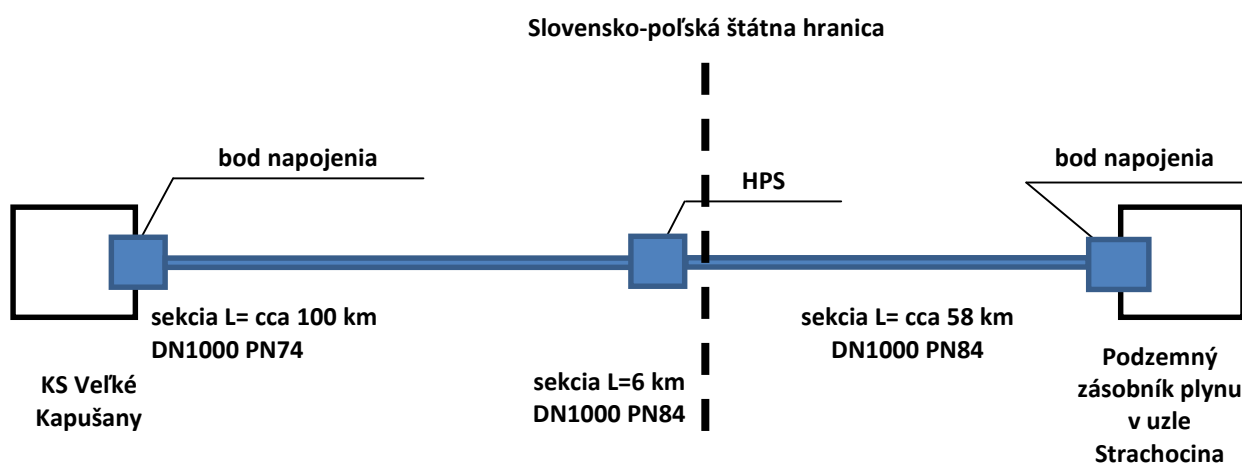 Slovensko-poľská štátna hranica
bod napojenia
HPS
bod napojenia
sekcia L= cca 100 km
DN1000 PN74
sekcia L= cca 58 km
DN1000 PN84
KS Veľké
Kapušany
sekcia L=6 km
DN1000 PN84
Podzemný
zásobník plynu
v uzle
Strachocina